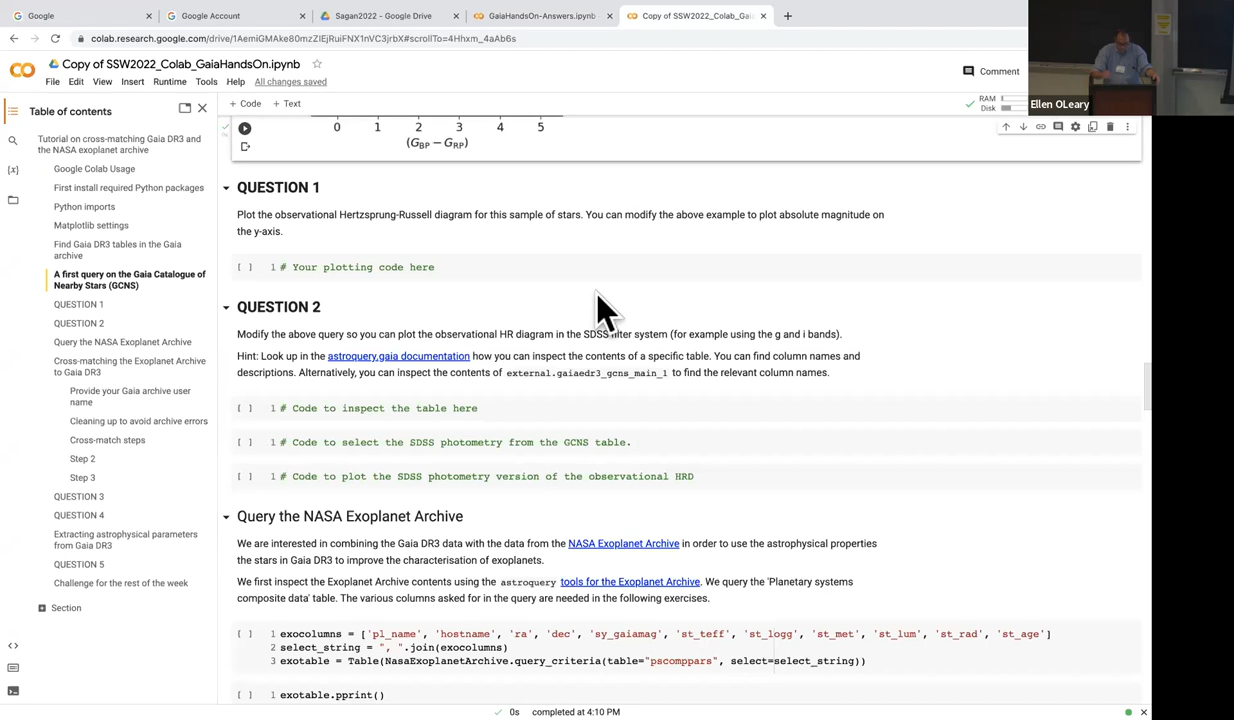 Google
Google Account
Sagan2022 - Google Drive
GaiaHandsOn-Answers.ipynb
Copy of SSW2022_Colab_Gai
colab.research.google.com/drive/1AemiGMAke80mzZIEjRuiFNX1nVC3jrbX#scrollTo=4Hhxm_4aAb6s
Copy of SSW2022_Colab_GaiaHandsOn.ipynb
File Edit View Insert Runtime Tools Help All changes saved
Comment
Ellen OLeary
Table of contents
+ Code + Text
RAM
Disk
Tutorial on cross-matching Gaia DR3 and
the NASA exoplanet archive
Google Colab Usage
First install required Python packages
Python imports
Matplotlib settings
Find Gaia DR3 tables in the Gaia
archive
A first query on the Gaia Catalogue of
Nearby Stars (GCNS)
QUESTION 1
QUESTION 2
Query the NASA Exoplanet Archive
Cross-matching the Exoplanet Archive
to Gaia DR3
Provide your Gaia archive user
name
Cleaning up to avoid archive errors
Cross-match steps
Step 2
Step 3
QUESTION 3
QUESTION 4
Extracting astrophysical parameters
from Gaia DR3
QUESTION 5
Challenge for the rest of the week
Section
0 1 2 3 4 5
(G_BP − G_RP)
QUESTION 1
Plot the observational Hertzsprung-Russell diagram for this sample of stars. You can modify the above example to plot absolute magnitude on
the y-axis.
[ ] 1 # Your plotting code here
QUESTION 2
Modify the above query so you can plot the observational HR diagram in the SDSS filter system (for example using the g and i bands).
Hint: Look up in the astroquery.gaia documentation how you can inspect the contents of a specific table. You can find column names and
descriptions. Alternatively, you can inspect the contents of external.gaiaedr3_gcns_main_1 to find the relevant column names.
[ ] 1 # Code to inspect the table here
[ ] 1 # Code to select the SDSS photometry from the GCNS table.
[ ] 1 # Code to plot the SDSS photometry version of the observational HRD
Query the NASA Exoplanet Archive
We are interested in combining the Gaia DR3 data with the data from the NASA Exoplanet Archive in order to use the astrophysical properties
the stars in Gaia DR3 to improve the characterisation of exoplanets.
We first inspect the Exoplanet Archive contents using the astroquery tools for the Exoplanet Archive. We query the 'Planetary systems
composite data' table. The various columns asked for in the query are needed in the following exercises.
[ ] 1 exocolumns = ['pl_name', 'hostname', 'ra', 'dec', 'sy_gaiamag', 'st_teff', 'st_logg', 'st_met', 'st_lum', 'st_rad', 'st_age']
2 select_string = ", ".join(exocolumns)
3 exotable = Table(NasaExoplanetArchive.query_criteria(table="pscomppars", select=select_string))
[ ] 1 exotable.pprint()
0s completed at 4:10 PM